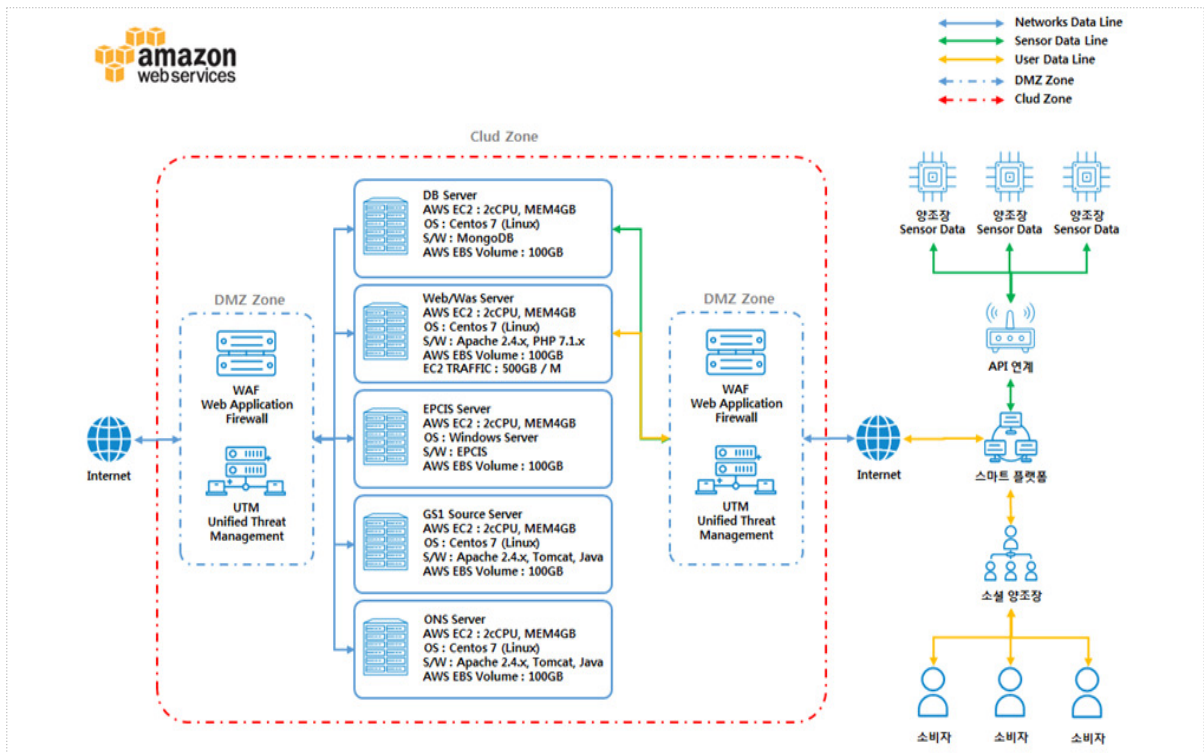 amazon
webservices
Networks Data Line
Sensor Data Line
User Data Line
DMZ Zone
Clud Zone
Clud Zone
DB Server
AWS EC2 : 2cCPU, MEM4GB
OS : Centos 7 (Linux)
S/W : MongoDB
AWS EBS Volume : 100GB
Web/Was Server
AWS EC2 : 2cCPU, MEM4GB
OS : Centos 7 (Linux)
S/W : Apache 2.4.x, PHP 7.1.x
AWS EBS Volume : 100GB
EC2 TRAFFIC : 500GB / M
EPCIS Server
AWS EC2 : 2cCPU, MEM4GB
OS : Windows Server
S/W : EPCIS
AWS EBS Volume : 100GB
GS1 Source Server
AWS EC2 : 2cCPU, MEM4GB
OS : Centos 7 (Linux)
S/W : Apache 2.4.x, Tomcat, Java
AWS EBS Volume : 100GB
ONS Server
AWS EC2 : 2cCPU, MEM4GB
OS : Centos 7 (Linux)
S/W : Apache 2.4.x, Tomcat, Java
AWS EBS Volume : 100GB
DMZ Zone
WAF
Web Application
Firewall
UTM
Unified Threat
Management
Internet
DMZ Zone
WAF
Web Application
Firewall
UTM
Unified Threat
Management
Internet
양조장
Sensor Data
양조장
Sensor Data
양조장
Sensor Data
API 연계
스마트 플랫폼
소셜 양조장
소비자
소비자
소비자